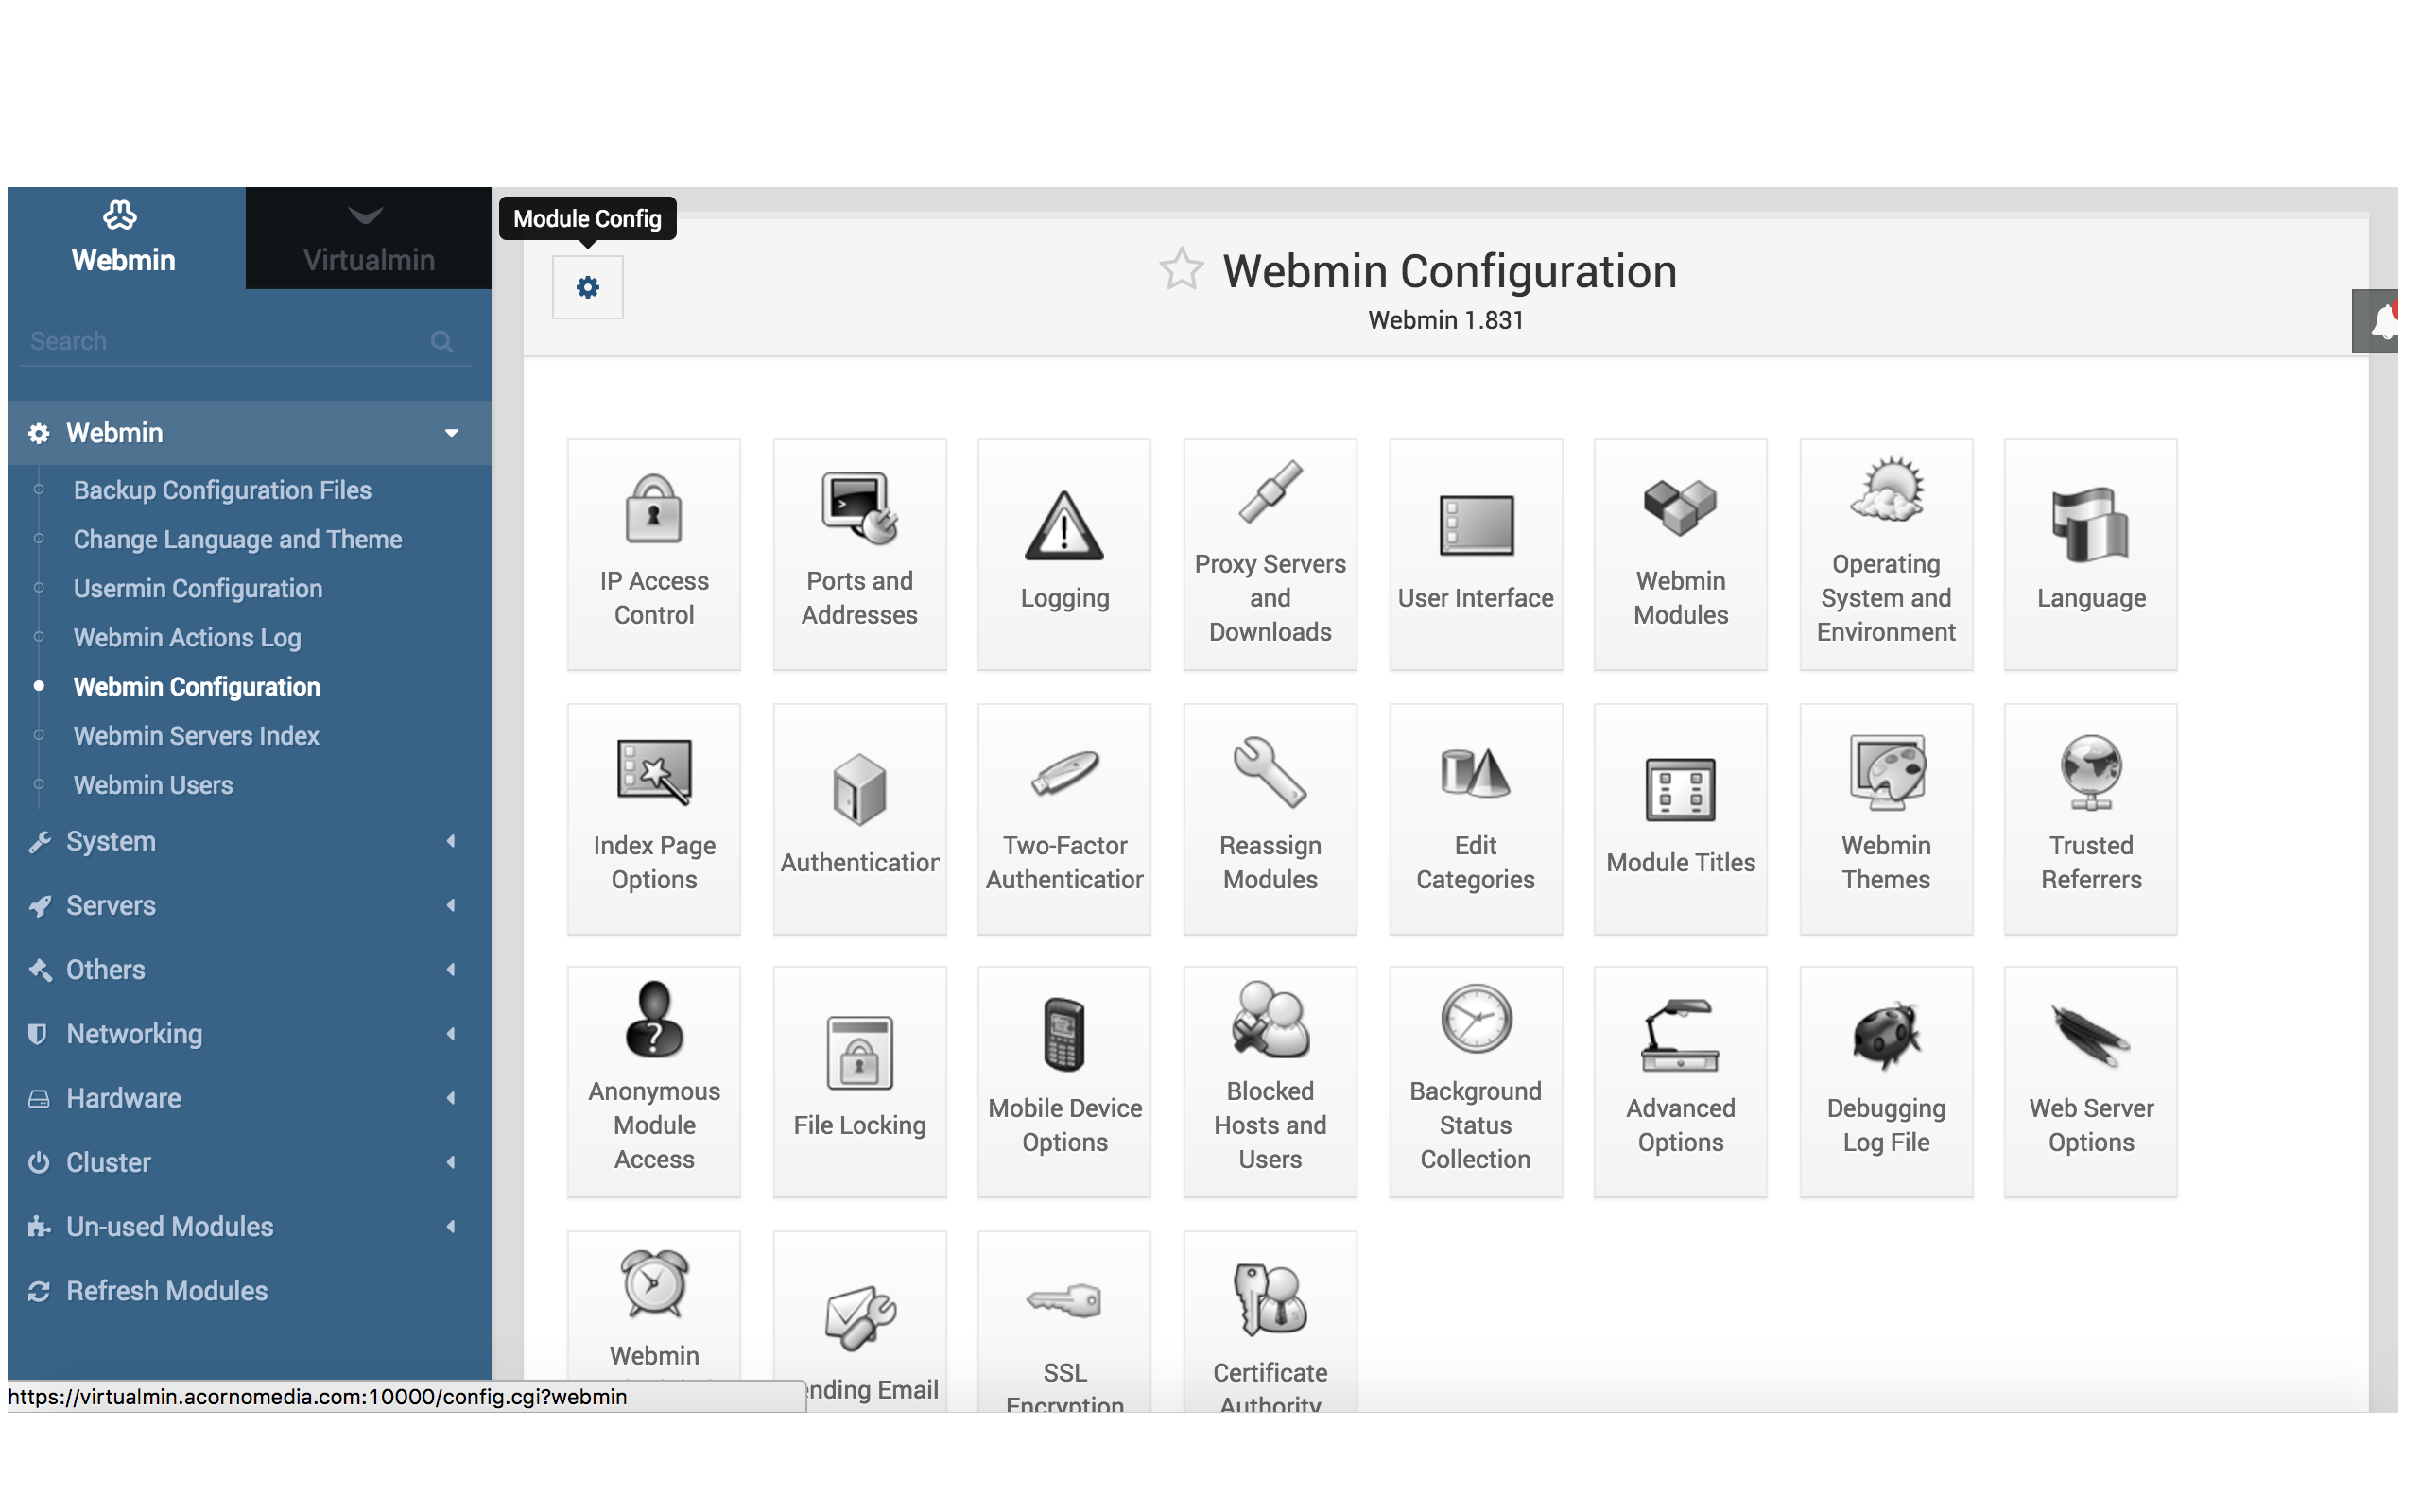 Webmin
Virtualmin
Module Config
Search
Webmin
Backup Configuration Files
Change Language and Theme
Usermin Configuration
Webmin Actions Log
Webmin Configuration
Webmin Servers Index
Webmin Users
System
Servers
Others
Networking
Hardware
Cluster
Un-used Modules
Refresh Modules
https://virtualmin.acornomedia.com:10000/config.cgi?webmin
Webmin Configuration
Webmin 1.831
IP Access
Control
Ports and
Addresses
Logging
Proxy Servers
and
Downloads
User Interface
Webmin
Modules
Operating
System and
Environment
Language
Index Page
Options
Authentication
Two-Factor
Authentication
Reassign
Modules
Edit
Categories
Module Titles
Webmin
Themes
Trusted
Referrers
Anonymous
Module
Access
File Locking
Mobile Device
Options
Blocked
Hosts and
Users
Background
Status
Collection
Advanced
Options
Debugging
Log File
Web Server
Options
Webmin
ending Email
SSL
Encryption
Certificate
Authority